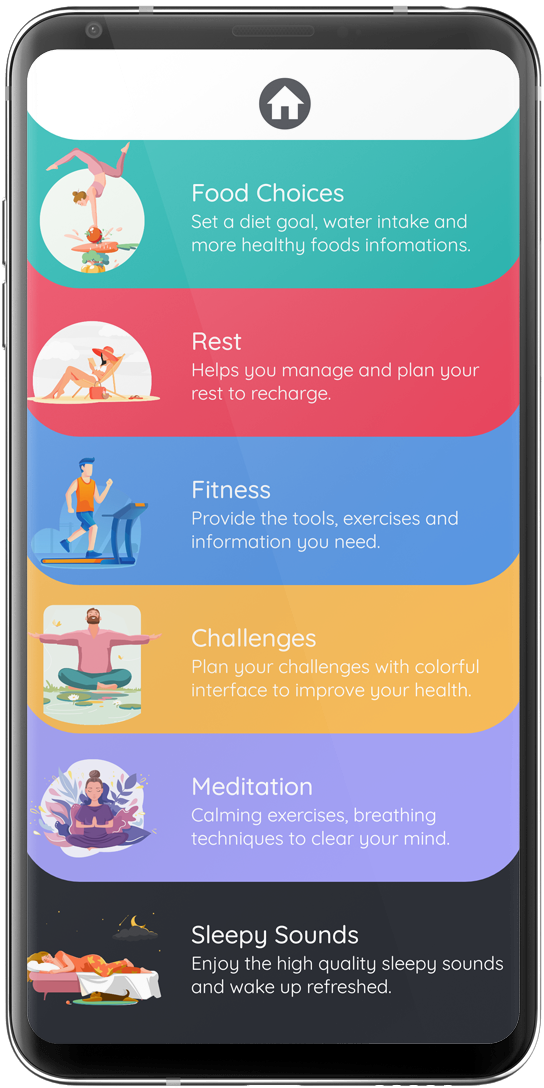 Food Choices
Set a diet goal, water intake and
more healthy foods infomations.
Rest
Helps you manage and plan your
rest to recharge.
Fitness
Provide the tools, exercises and
information you need.
Challenges
Plan your challenges with colorful
interface to improve your health.
Meditation
Calming exercises, breathing
techniques to clear your mind.
Sleepy Sounds
Enjoy the high quality sleepy sounds
and wake up refreshed.